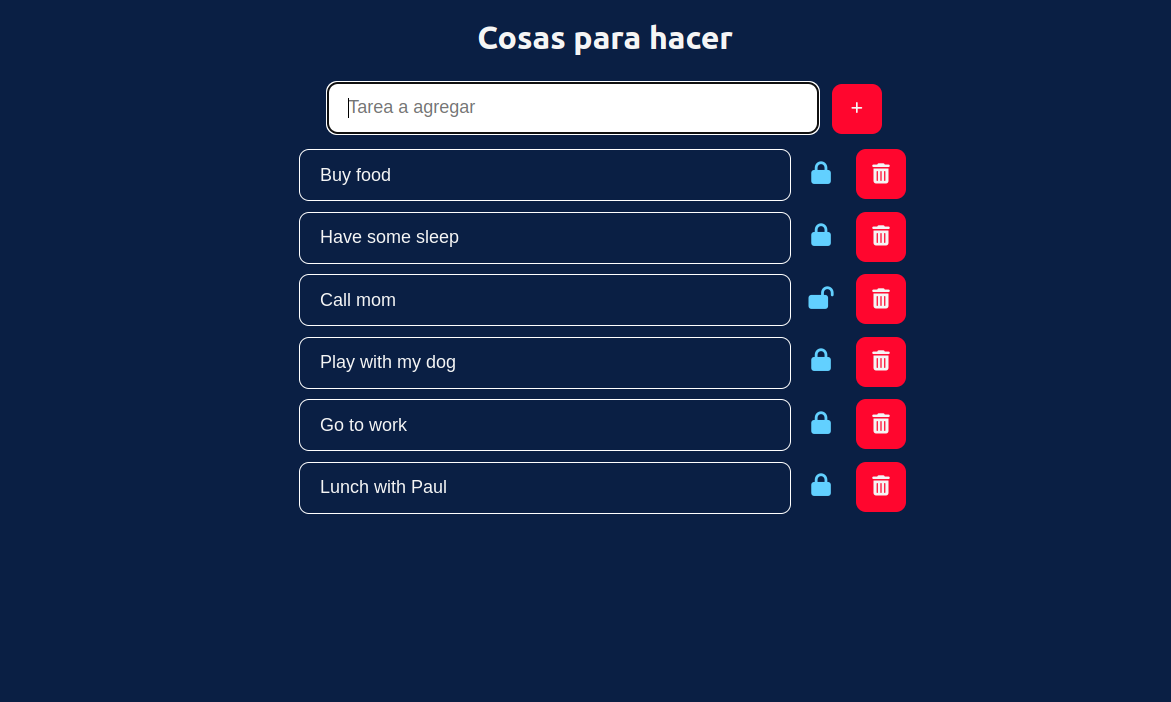 Cosas para hacer
Tarea a agregar
+
Buy food
Have some sleep
Call mom
Play with my dog
Go to work
Lunch with Paul